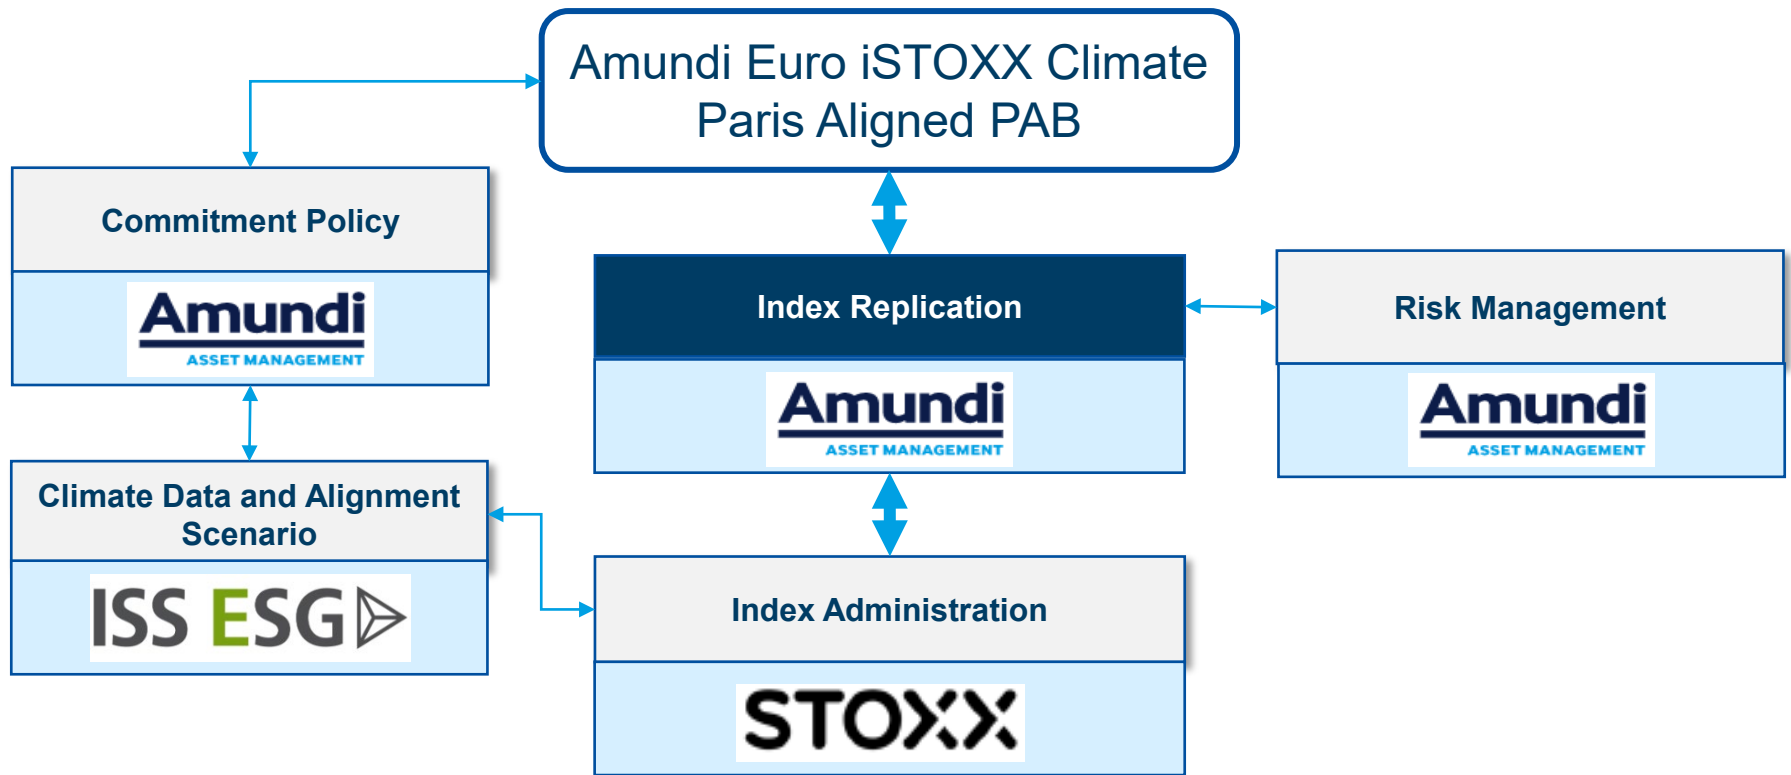 Amundi Euro iSTOXX Climate
Paris Aligned PAB
Commitment Policy
Amundi
ASSET MANAGEMENT
Index Replication
Amundi
ASSET MANAGEMENT
Risk Management
Amundi
ASSET MANAGEMENT
Climate Data and Alignment
Scenario
ISS ESG
Index Administration
STOXX